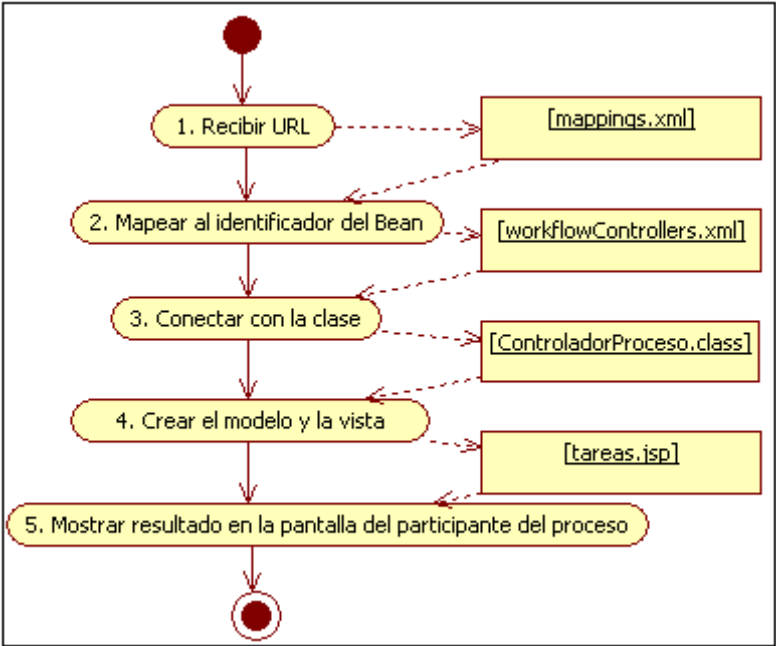 1. Recibir URL
[mappings.xml]
2. Mapear al identificador del Bean
[workflowControllers.xml]
3. Conectar con la clase
[ControladorProceso.class]
4. Crear el modelo y la vista
[tareas.jsp]
5. Mostrar resultado en la pantalla del participante del proceso